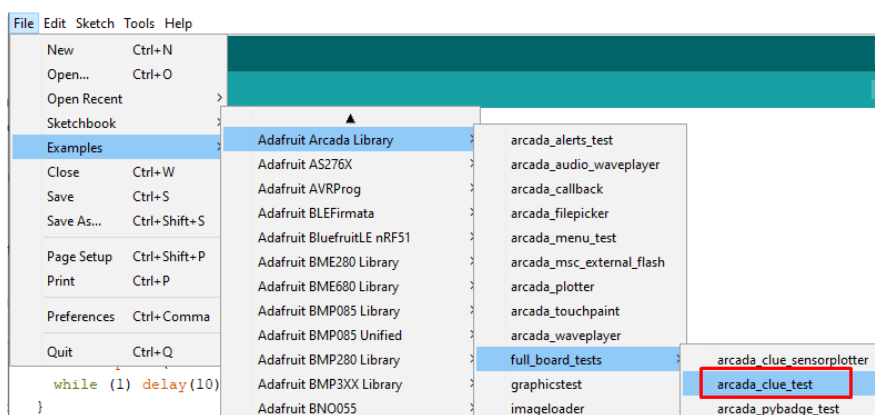 File Edit Sketch Tools Help
New Ctrl+N
Open... Ctrl+O
Open Recent
Sketchbook
Examples
Close Ctrl+W
Save Ctrl+S
Save As... Ctrl+Shift+S
Page Setup Ctrl+Shift+P
Print Ctrl+P
Preferences Ctrl+Comma
Quit Ctrl+Q
while (1) delay(10)
}
Adafruit Arcada Library
Adafruit AS276X
Adafruit AVRProg
Adafruit BLEFirmata
Adafruit BluefruitLE nRF51
Adafruit BME280 Library
Adafruit BME680 Library
Adafruit BMP085 Library
Adafruit BMP085 Unified
Adafruit BMP280 Library
Adafruit BMP3XX Library
Adafruit BNO055
arcada_alerts_test
arcada_audio_waveplayer
arcada_callback
arcada_filepicker
arcada_menu_test
arcada_msc_external_flash
arcada_plotter
arcada_touchpaint
arcada_waveplayer
full_board_tests
graphicstest
imageloader
arcada_clue_sensorplotter
arcada_clue_test
arcada_pybadge_test